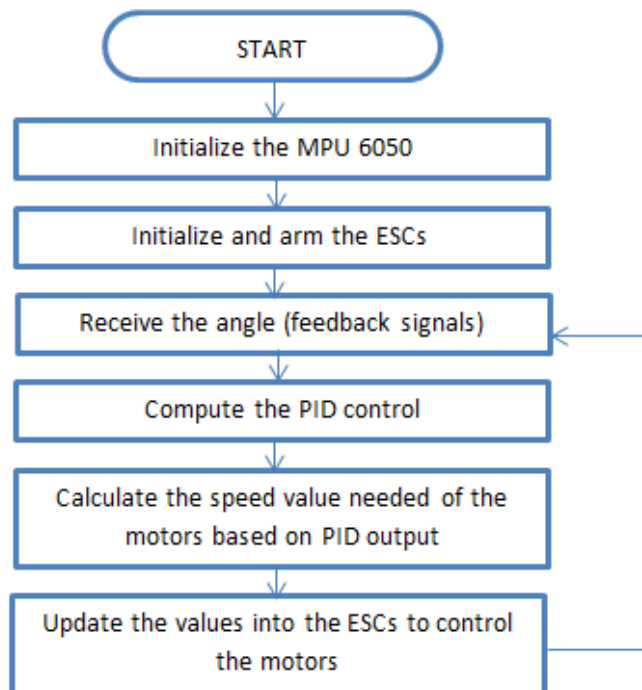 START
Initialize the MPU 6050
Initialize and arm the ESCs
Receive the angle (feedback signals)
Compute the PID control
Calculate the speed value needed of the
motors based on PID output
Update the values into the ESCs to control
the motors